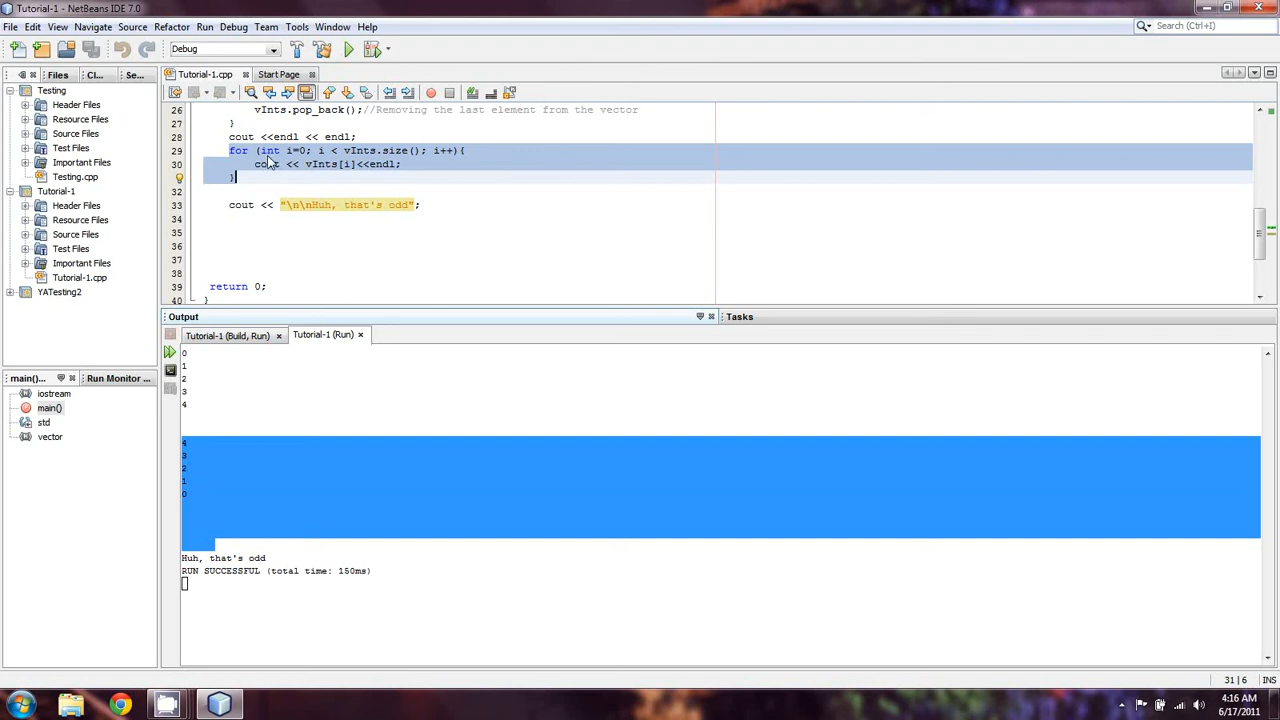 Tutorial-1 - NetBeans IDE 7.0
File Edit View Navigate Source Refactor Run Debug Team Tools Window Help
Search (Ctrl+I)
Debug
Files Cl... Se...
Tutorial-1.cpp Start Page
Testing
Header Files
Resource Files
Source Files
Test Files
Important Files
Testing.cpp
Tutorial-1
Header Files
Resource Files
Source Files
Test Files
Important Files
Tutorial-1.cpp
YATesting2
26 vInts.pop_back();//Removing the last element from the vector
27 }
28 cout <<endl << endl;
29 for (int i=0; i < vInts.size(); i++){
30 cout << vInts[i]<<endl;
}
32
33 cout << "\n\nHuh, that's odd";
34
35
36
37
38
39 return 0;
40 }
Output
Tasks
Tutorial-1 (Build, Run) Tutorial-1 (Run)
0
1
2
3
4
4
3
2
1
0
Huh, that's odd
RUN SUCCESSFUL (total time: 150ms)
main()... Run Monitor ...
iostream
main()
std
vector
31 | 6 INS
4:16 AM
6/17/2011